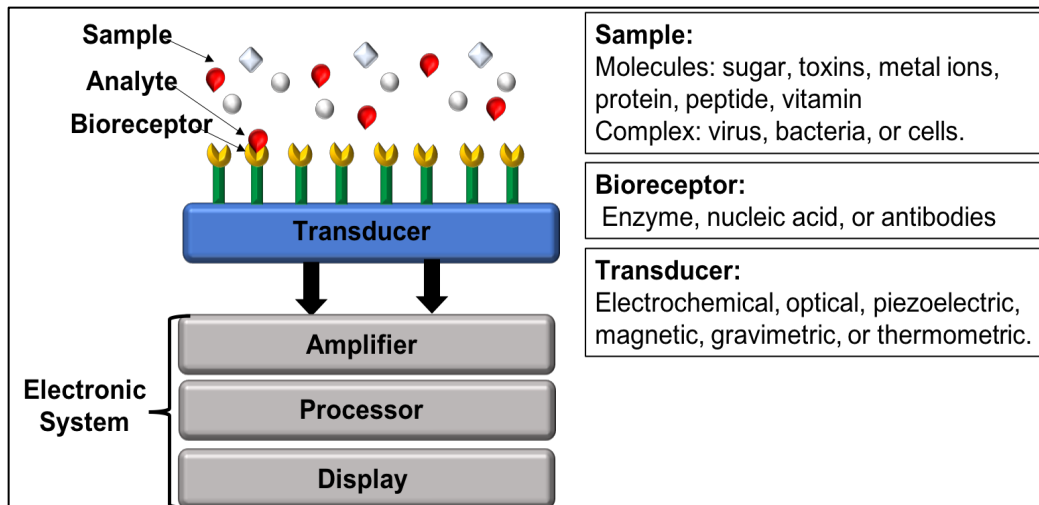 Sample
Analyte
Bioreceptor
Transducer
Amplifier
Electronic
System
Processor
Display
Sample:
Molecules: sugar, toxins, metal ions,
protein, peptide, vitamin
Complex: virus, bacteria, or cells.
Bioreceptor:
Enzyme, nucleic acid, or antibodies
Transducer:
Electrochemical, optical, piezoelectric,
magnetic, gravimetric, or thermometric.